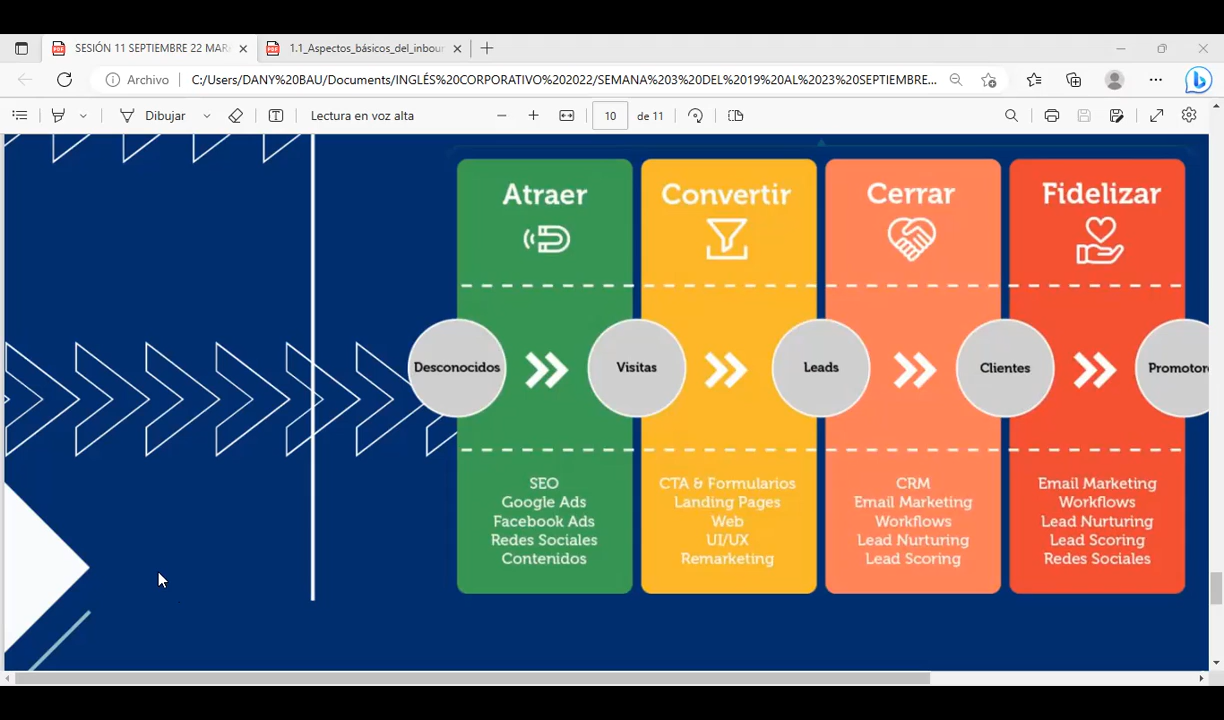 SESIÓN 11 SEPTIEMBRE 22 MAR
1.1_Aspectos_básicos_del_inbour
Archivo
C:/Users/DANY%20BAU/Documents/INGLÉS%20CORPORATIVO%202022/SEMANA%203%20DEL%2019%20AL%2023%20SEPTIEMBRE...
Dibujar
Lectura en voz alta
10
de 11
Atraer
Convertir
Cerrar
Fidelizar
Desconocidos
Visitas
Leads
Clientes
Promotor
SEO
Google Ads
Facebook Ads
Redes Sociales
Contenidos
CTA & Formularios
Landing Pages
Web
UI/UX
Remarketing
CRM
Email Marketing
Workflows
Lead Nurturing
Lead Scoring
Email Marketing
Workflows
Lead Nurturing
Lead Scoring
Redes Sociales